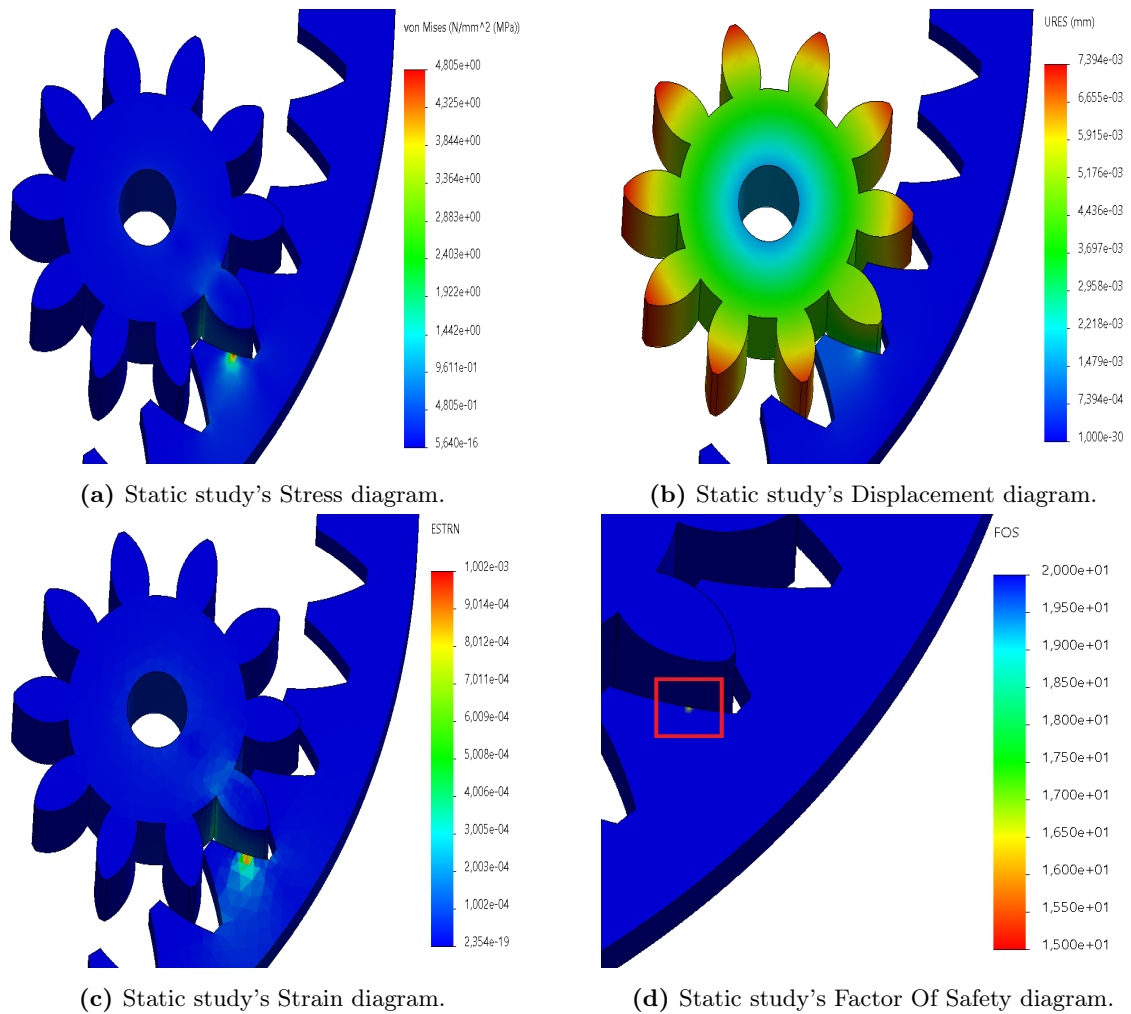 von Mises (N/mm^2 (MPa))
4,805e+00
4,325e+00
3,844e+00
3,364e+00
2,883e+00
2,403e+00
1,922e+00
1,442e+00
9,611e-01
4,805e-01
5,640e-16
(a) Static study's Stress diagram.
URES (mm)
7,394e-03
6,655e-03
5,915e-03
5,176e-03
4,436e-03
3,697e-03
2,958e-03
2,218e-03
1,479e-03
7,394e-04
1,000e-30
(b) Static study's Displacement diagram.
ESTRN
1,002e-03
9,014e-04
8,012e-04
7,011e-04
6,009e-04
5,008e-04
4,006e-04
3,005e-04
2,003e-04
1,002e-04
2,354e-19
(c) Static study's Strain diagram.
FOS
2,000e+01
1,950e+01
1,900e+01
1,850e+01
1,800e+01
1,750e+01
1,700e+01
1,650e+01
1,600e+01
1,550e+01
1,500e+01
(d) Static study's Factor Of Safety diagram.